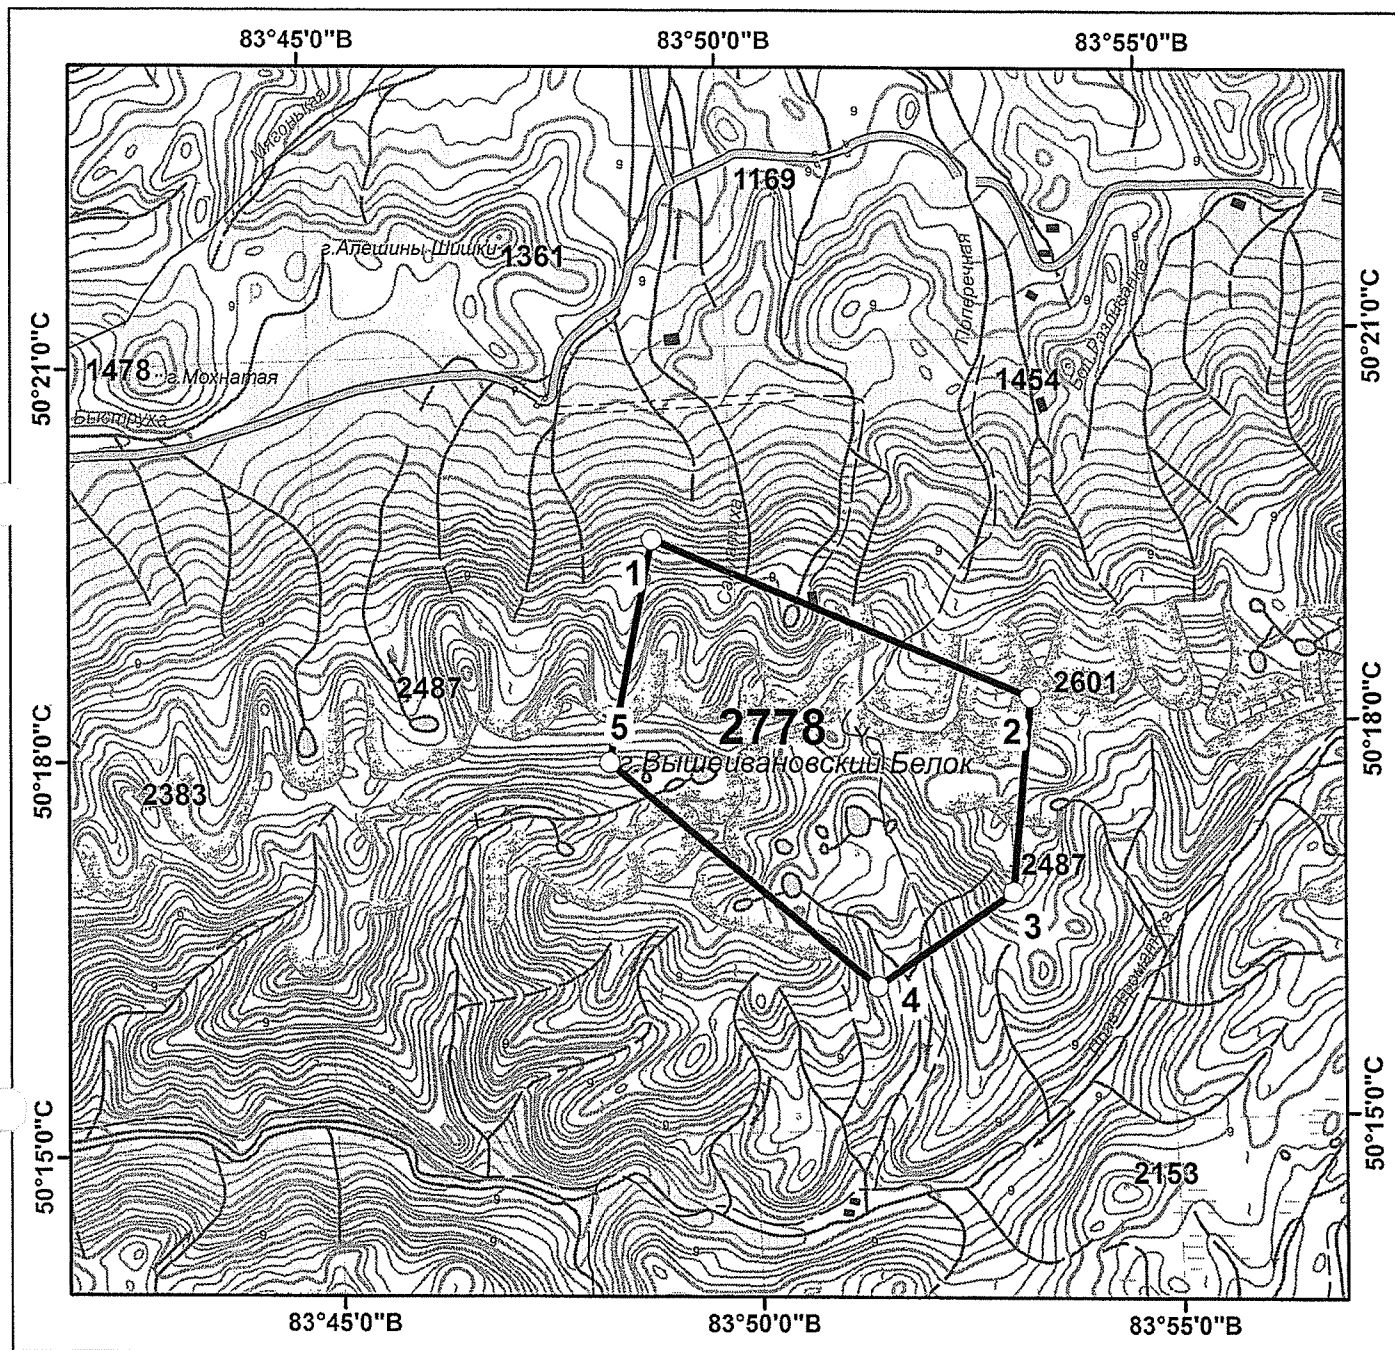 83°45'0"В 83°50'0"В 83°55'0"В
1169
г.Алешины Шишки 1361
Поперечная
50°21'0"С
50°21'0"С
1478 г.Мохнатая
1454
Быструха
1
2487
2601
5
2778
2
50°18'0"С
50°18'0"С
г.Вышеивановский Белок
2383
2487
3
4
50°15'0"С
50°15'0"С
2153
83°45'0"В 83°50'0"В 83°55'0"В